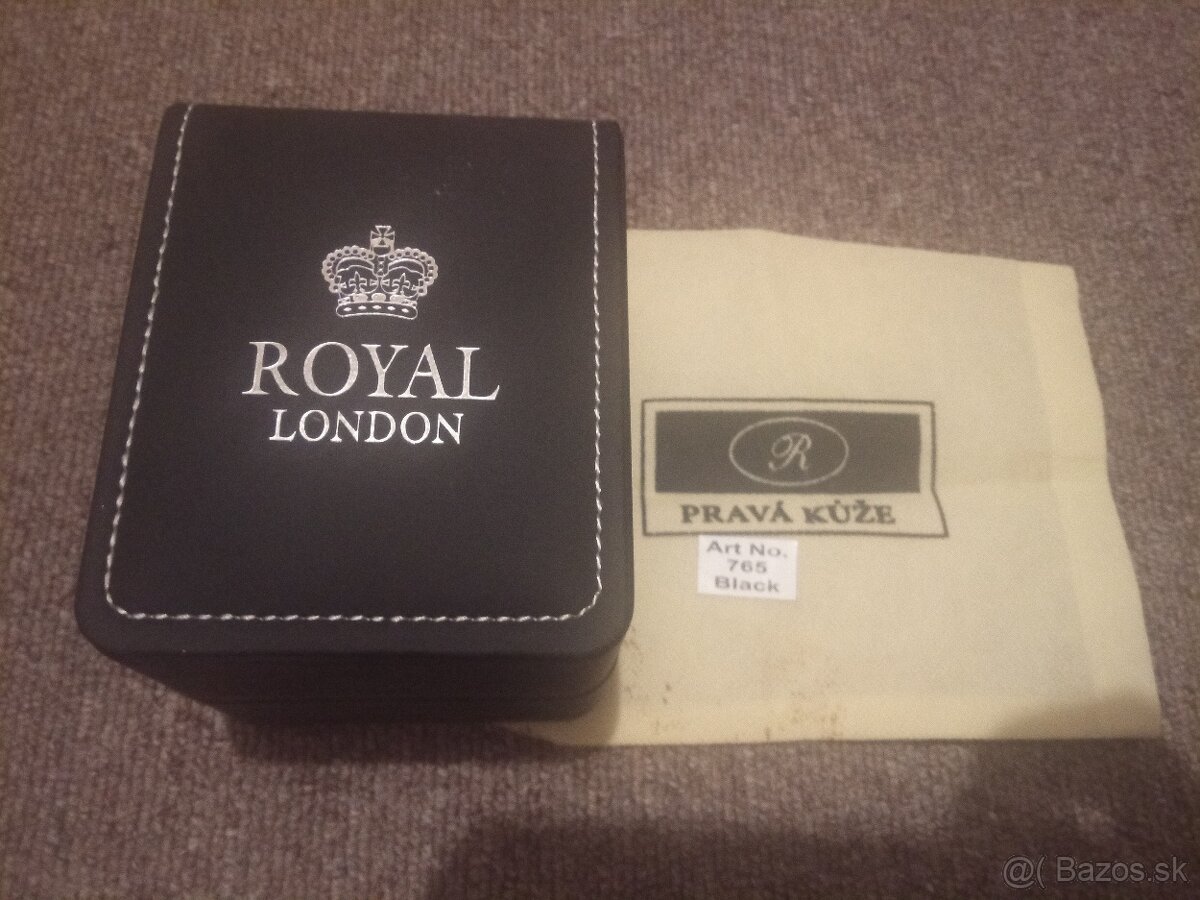 ROYAL
LONDON
R
PRAVÁ KŮŽE
Art No.
765
Black
@( Bazos.sk